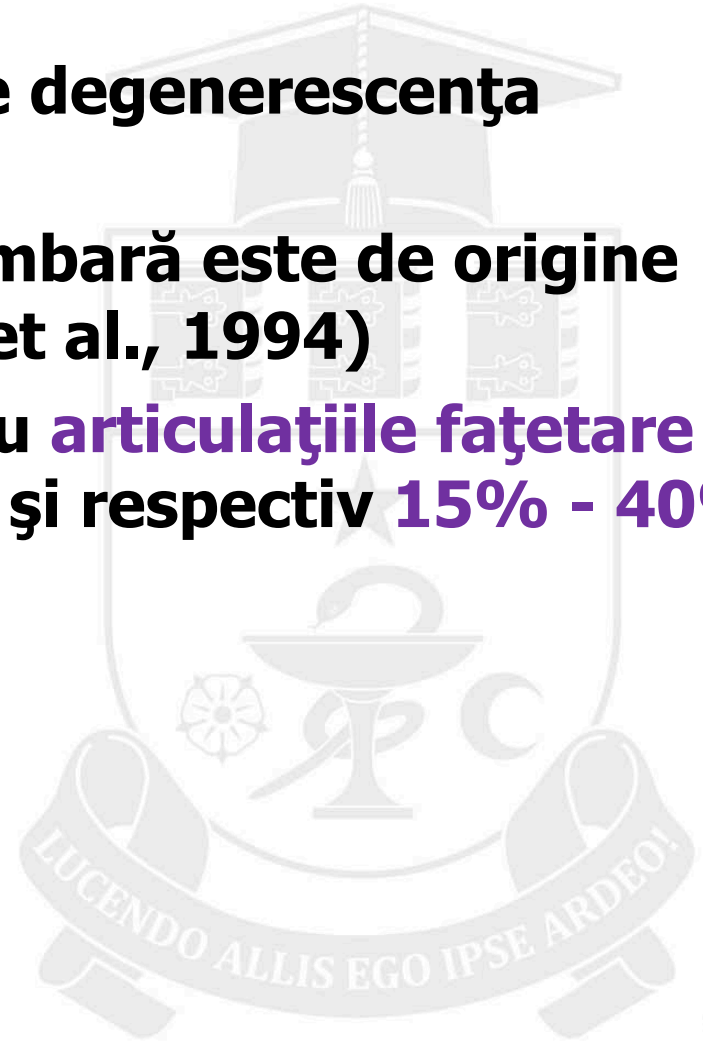 e degenerescenţa
mbară este de origine
et al., 1994)
u articulaţiile faţetare
şi respectiv 15% - 40%
LUCENDO ALLIS EGO IPSE ARDEO!